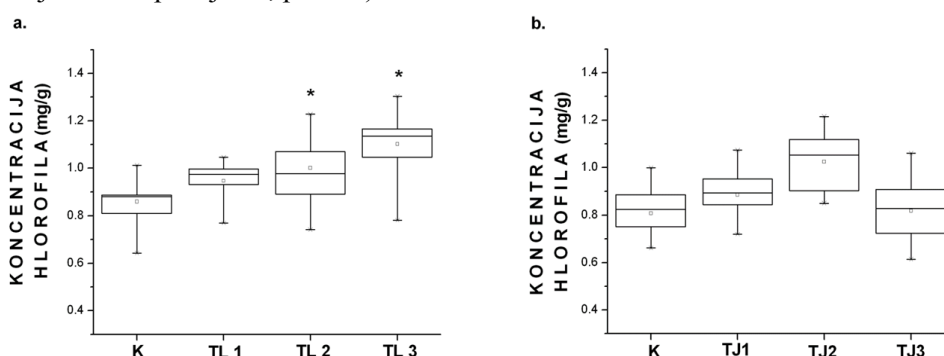 a.
KONCENTRACIJA
HLOROFILA (mg/g)
1.4
1.2
1.0
0.8
0.6
0.4
*
*
K
TL 1
TL 2
TL 3
b.
KONCENTRACIJA
HLOROFILA (mg/g)
1.4
1.2
1.0
0.8
0.6
0.4
K
TJ1
TJ2
TJ3